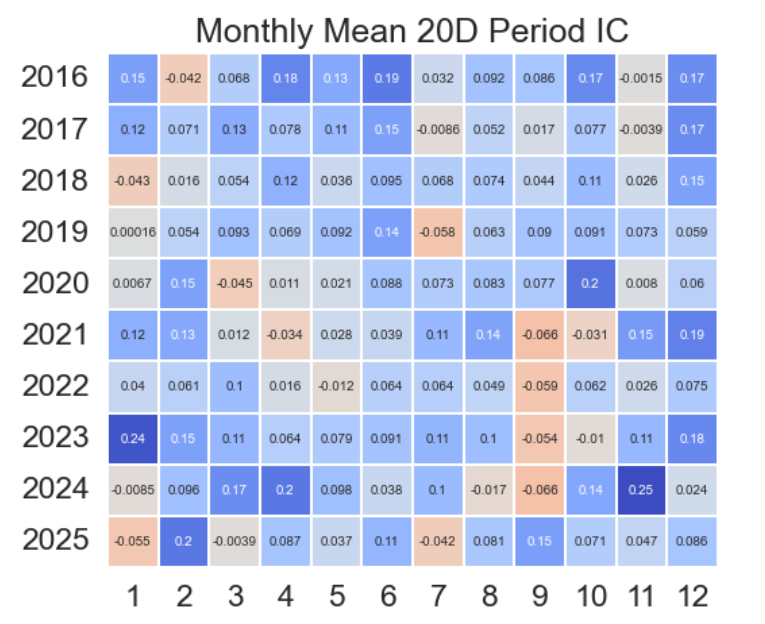 Monthly Mean 20D Period IC
2016 0.15 -0.042 0.068 0.18 0.13 0.19 0.032 0.092 0.086 0.17 -0.0015 0.17
2017 0.12 0.071 0.13 0.078 0.11 0.15 -0.0086 0.052 0.017 0.077 -0.0039 0.17
2018 -0.043 0.016 0.054 0.12 0.036 0.095 0.068 0.074 0.044 0.11 0.026 0.15
2019 0.00016 0.054 0.093 0.069 0.092 0.14 -0.058 0.063 0.09 0.091 0.073 0.059
2020 0.0067 0.15 -0.045 0.011 0.021 0.088 0.073 0.083 0.077 0.2 0.008 0.06
2021 0.12 0.13 0.012 -0.034 0.028 0.039 0.11 0.14 -0.066 -0.031 0.15 0.19
2022 0.04 0.061 0.1 0.016 -0.012 0.064 0.064 0.049 -0.059 0.062 0.026 0.075
2023 0.24 0.15 0.11 0.064 0.079 0.091 0.11 0.1 -0.054 -0.01 0.11 0.18
2024 -0.0085 0.096 0.17 0.2 0.098 0.038 0.1 -0.017 -0.066 0.14 0.25 0.024
2025 -0.055 0.2 -0.0039 0.087 0.037 0.11 -0.042 0.081 0.15 0.071 0.047 0.086
1 2 3 4 5 6 7 8 9 10 11 12